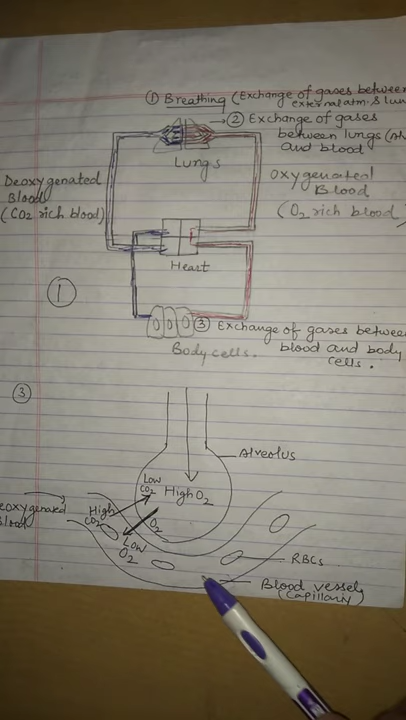 ① Breathing (Exchange of gases between
external atm. & lun
→ ② Exchange of gases
between lungs (Al
and blood
Lungs
Deoxygenated
Blood
(CO2 rich blood)
Oxygenated
Blood
(O2 rich blood)
Heart
①
③ Exchange of gases betwee
blood and body
cells.
Body cells.
③
Alveolus
Low
CO2
High O2
eoxygenated
Blood
High
CO2
O2
Low
O2
RBCs
Blood vessel
(Capillary)